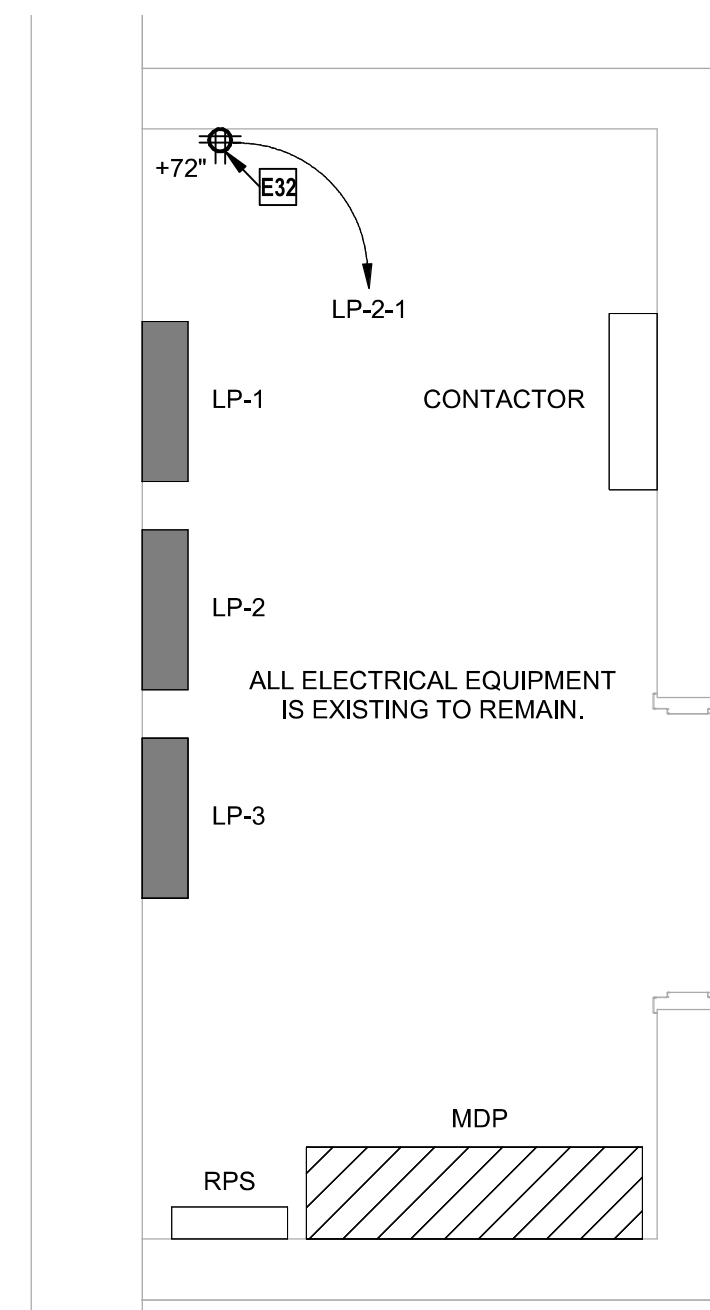 +72"
E32
LP-2-1
LP-1
CONTACTOR
LP-2
ALL ELECTRICAL EQUIPMENT
IS EXISTING TO REMAIN.
LP-3
MDP
RPS